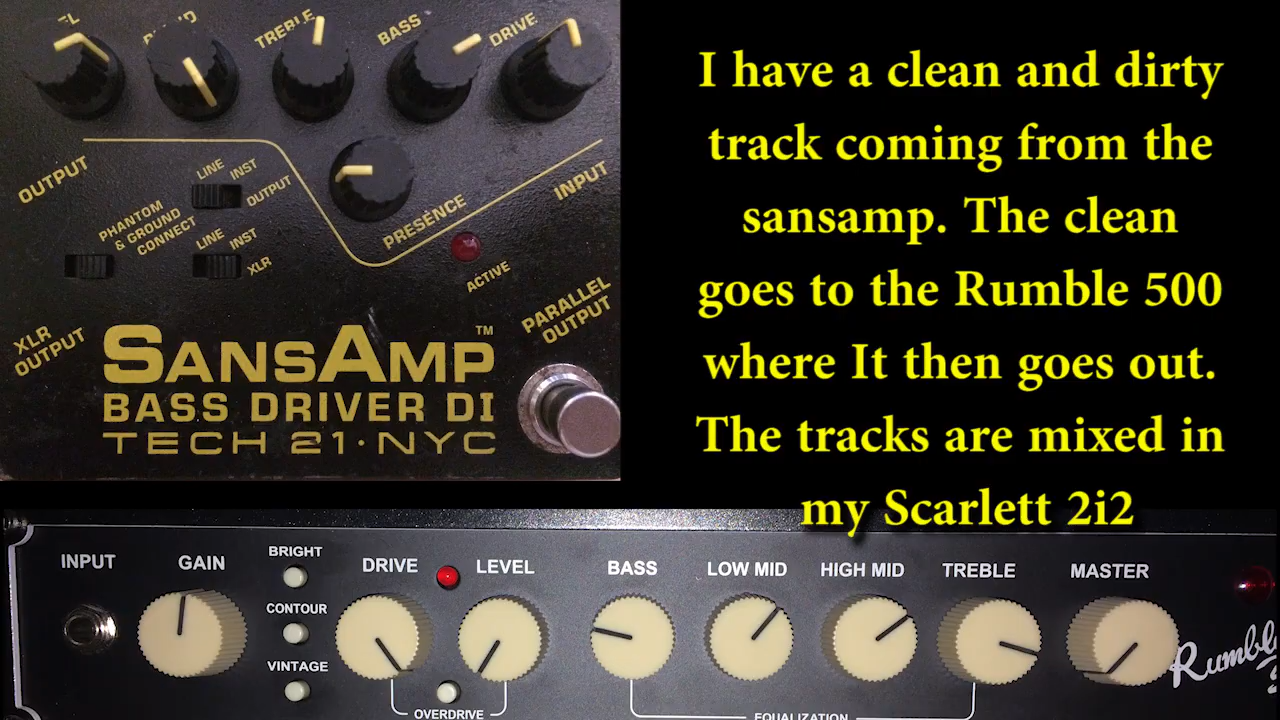 TREBLE
BASS
DRIVE
I have a clean and dirty
track coming from the
sansamp. The clean
goes to the Rumble 500
where It then goes out.
The tracks are mixed in
my Scarlett 2i2
OUTPUT
LINE
INST
OUTPUT
PHANTOM
& GROUND
CONNECT
LINE
INST
XLR
PRESENCE
INPUT
ACTIVE
XLR
OUTPUT
PARALLEL
OUTPUT
SANSAMP™
BASS DRIVER DI
TECH 21·NYC
INPUT
GAIN
BRIGHT
CONTOUR
VINTAGE
DRIVE
LEVEL
OVERDRIVE
BASS
LOW MID
HIGH MID
TREBLE
MASTER
EQUALIZATION